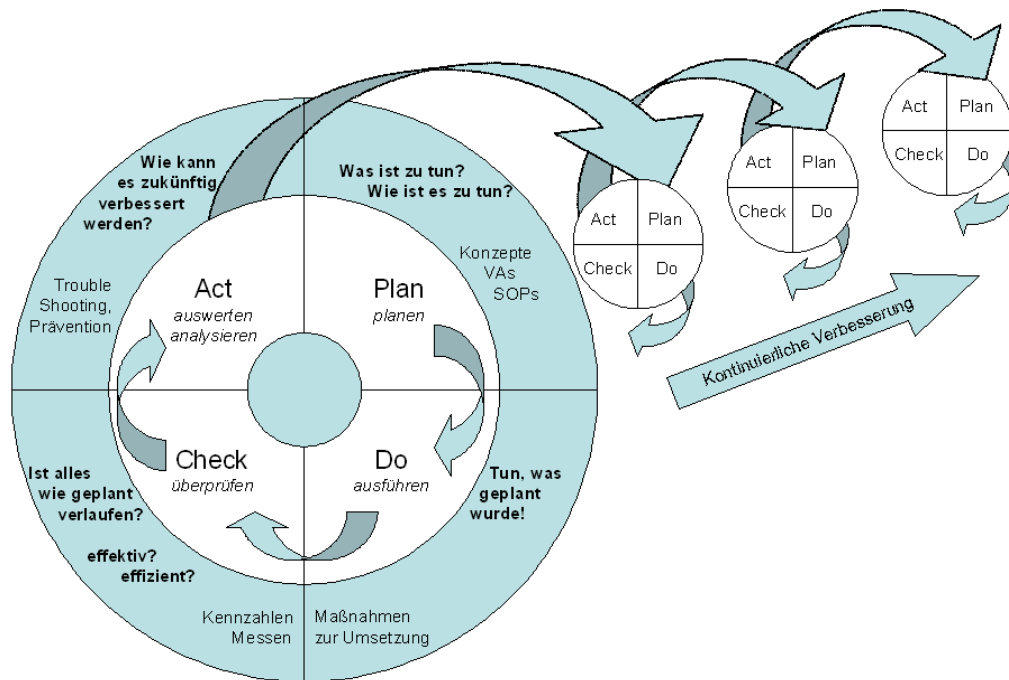 Wie kann
es zukünftig
verbessert
werden?
Trouble
Shooting,
Prävention
Was ist zu tun?
Wie ist es zu tun?
Konzepte
VAs
SOPs
Act
auswerten
analysieren
Plan
planen
Check
überprüfen
Do
ausführen
Ist alles
wie geplant
verlaufen?
effektiv?
effizient?
Kennzahlen
Messen
Tun, was
geplant
wurde!
Maßnahmen
zur Umsetzung
Act
Plan
Check
Do
Act
Plan
Check
Do
Act
Plan
Check
Do
Kontinuierliche Verbesserung